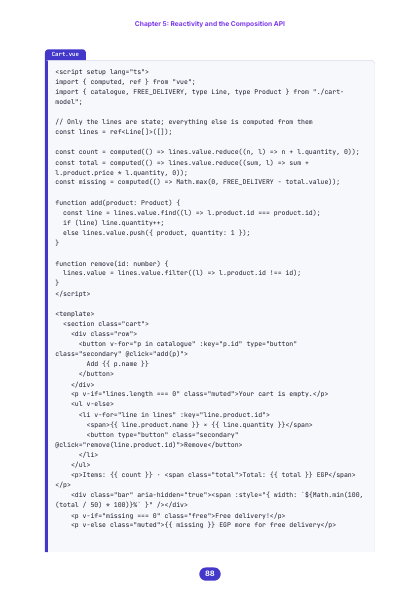 Chapter 5: Reactivity and the Composition API
Cart.vue
<script setup lang="ts">
import { computed, ref } from "vue";
import { catalogue, FREE_DELIVERY, type Line, type Product } from "./cart-
model";

// Only the lines are state; everything else is computed from them
const lines = ref<Line[]>([]);

const count = computed(() => lines.value.reduce((n, l) => n + l.quantity, 0));
const total = computed(() => lines.value.reduce((sum, l) => sum +
l.product.price * l.quantity, 0));
const missing = computed(() => Math.max(0, FREE_DELIVERY - total.value));

function add(product: Product) {
  const line = lines.value.find((l) => l.product.id === product.id);
  if (line) line.quantity++;
  else lines.value.push({ product, quantity: 1 });
}

function remove(id: number) {
  lines.value = lines.value.filter((l) => l.product.id !== id);
}
</script>

<template>
  <section class="cart">
    <div class="row">
      <button v-for="p in catalogue" :key="p.id" type="button"
class="secondary" @click="add(p)">
        Add {{ p.name }}
      </button>
    </div>
    <p v-if="lines.length === 0" class="muted">Your cart is empty.</p>
    <ul v-else>
      <li v-for="line in lines" :key="line.product.id">
        <span>{{ line.product.name }} × {{ line.quantity }}</span>
        <button type="button" class="secondary"
@click="remove(line.product.id)">Remove</button>
      </li>
    </ul>
    <p>Items: {{ count }} · <span class="total">Total: {{ total }} EGP</span>
</p>
    <div class="bar" aria-hidden="true"><span :style="{ width: `${Math.min(100,
(total / 50) * 100)}%` }" /></div>
    <p v-if="missing === 0" class="free">Free delivery!</p>
    <p v-else class="muted">{{ missing }} EGP more for free delivery</p>
88